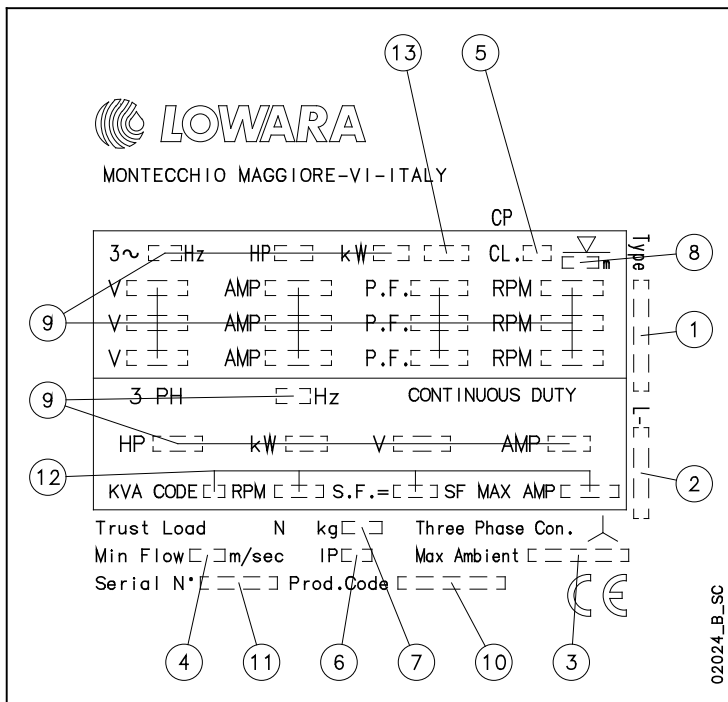 13 5
LOWARA
MONTECCHIO MAGGIORE-VI-ITALY
CP
3~ Hz HP kW CL. m Type
8
V AMP P.F. RPM
9 V AMP P.F. RPM 1
V AMP P.F. RPM
3 PH Hz CONTINUOUS DUTY
9
HP kW V AMP L-
12 2
KVA CODE RPM S.F.= SF MAX AMP
Trust Load N kg Three Phase Con.
Min Flow m/sec IP Max Ambient
Serial N° Prod.Code CE
4 11 6 7 10 3
02024_B_SC